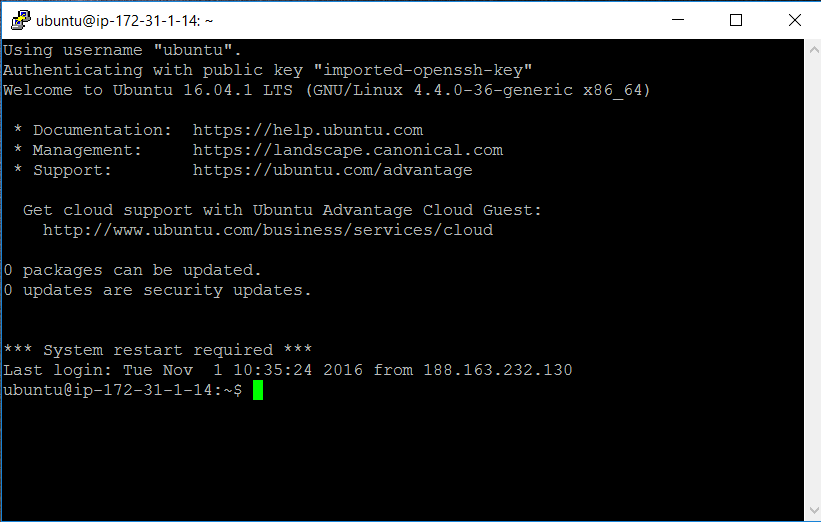 ubuntu@ip-172-31-1-14: ~
Using username "ubuntu".
Authenticating with public key "imported-openssh-key"
Welcome to Ubuntu 16.04.1 LTS (GNU/Linux 4.4.0-36-generic x86_64)

 * Documentation:  https://help.ubuntu.com
 * Management:     https://landscape.canonical.com
 * Support:        https://ubuntu.com/advantage

  Get cloud support with Ubuntu Advantage Cloud Guest:
    http://www.ubuntu.com/business/services/cloud

0 packages can be updated.
0 updates are security updates.


*** System restart required ***
Last login: Tue Nov  1 10:35:24 2016 from 188.163.232.130
ubuntu@ip-172-31-1-14:~$